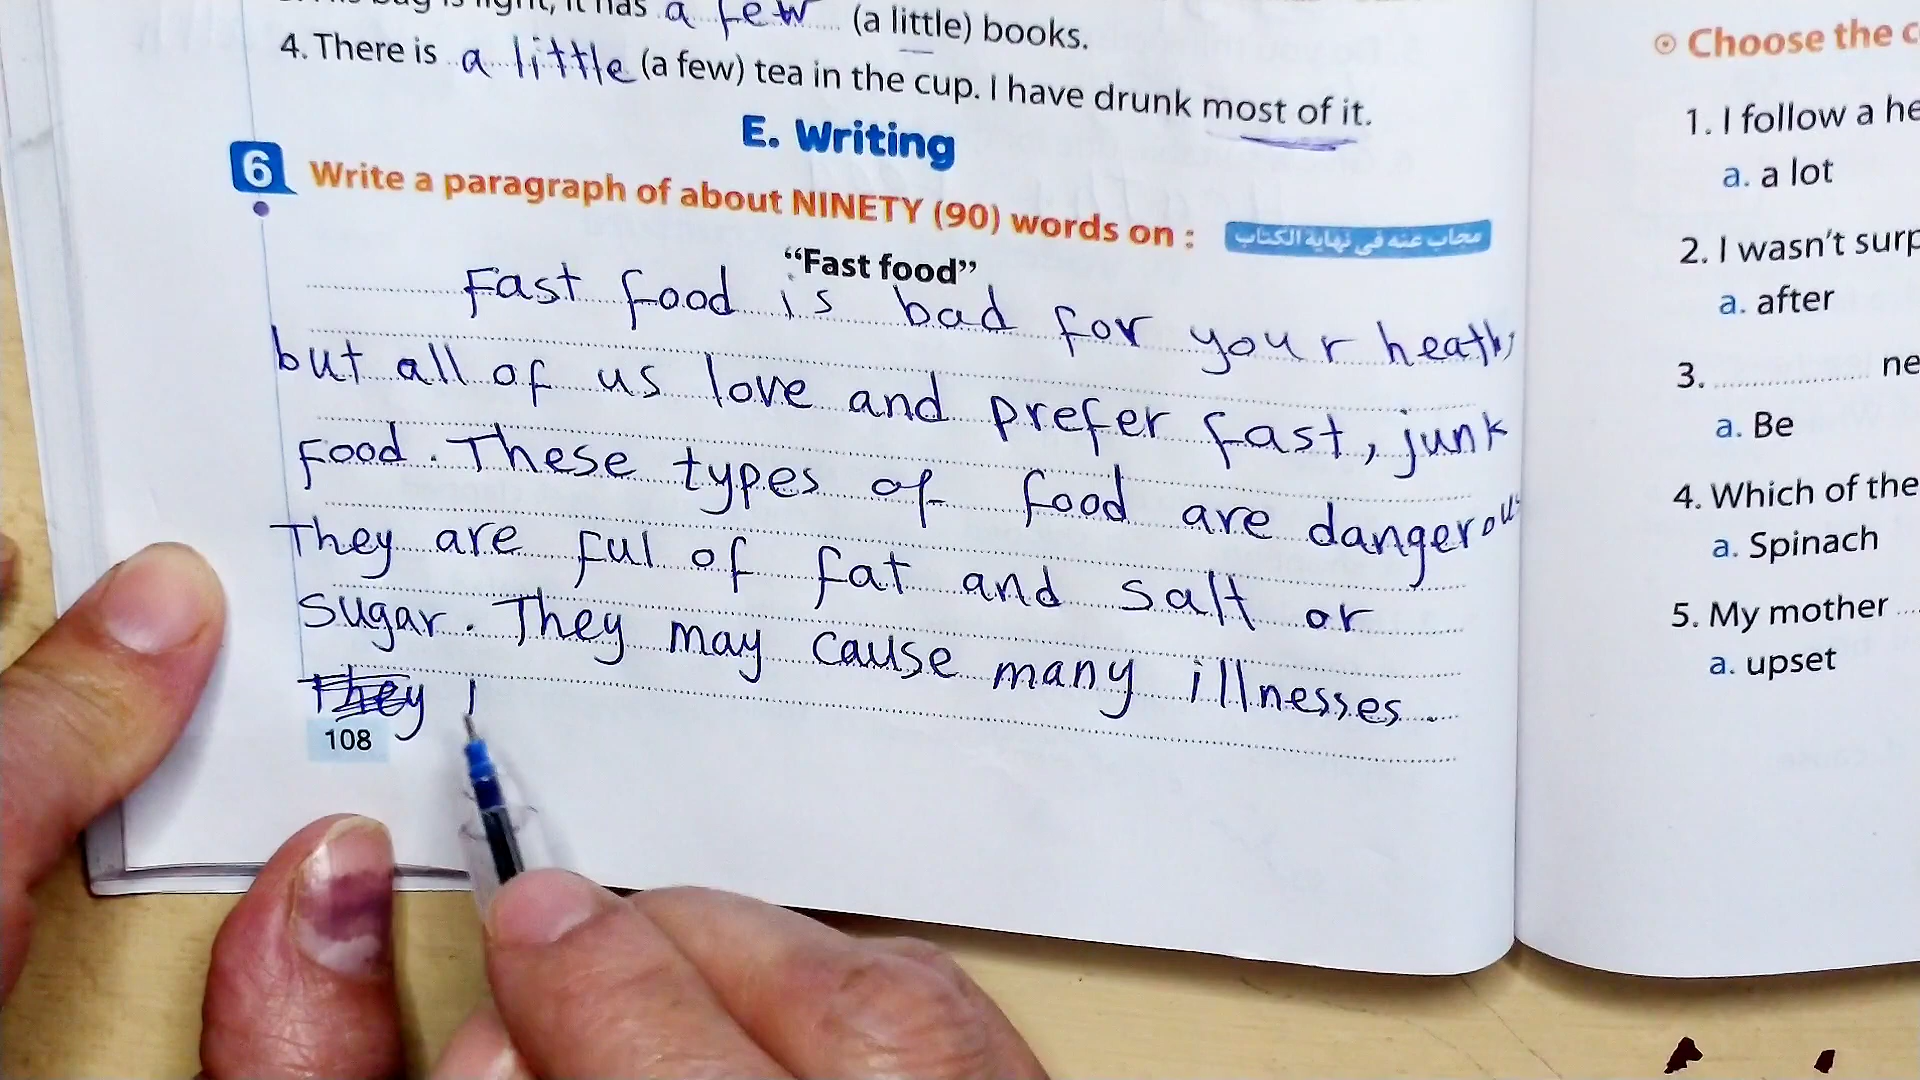 bag is light, it has a few (a little) books.
4. There is a little (a few) tea in the cup. I have drunk most of it.
E. Writing
6 Write a paragraph of about NINETY (90) words on :
مجاب عنه في نهاية الكتاب
“Fast food”
Fast food is bad for your heath,
but all of us love and prefer fast, junk
food. These types of food are dangerous
They are ful of fat and salt or
sugar. They may cause many illnesses.
They
108
Choose the c
1. I follow a he
a. a lot
2. I wasn't surp
a. after
3. ne
a. Be
4. Which of the
a. Spinach
5. My mother
a. upset